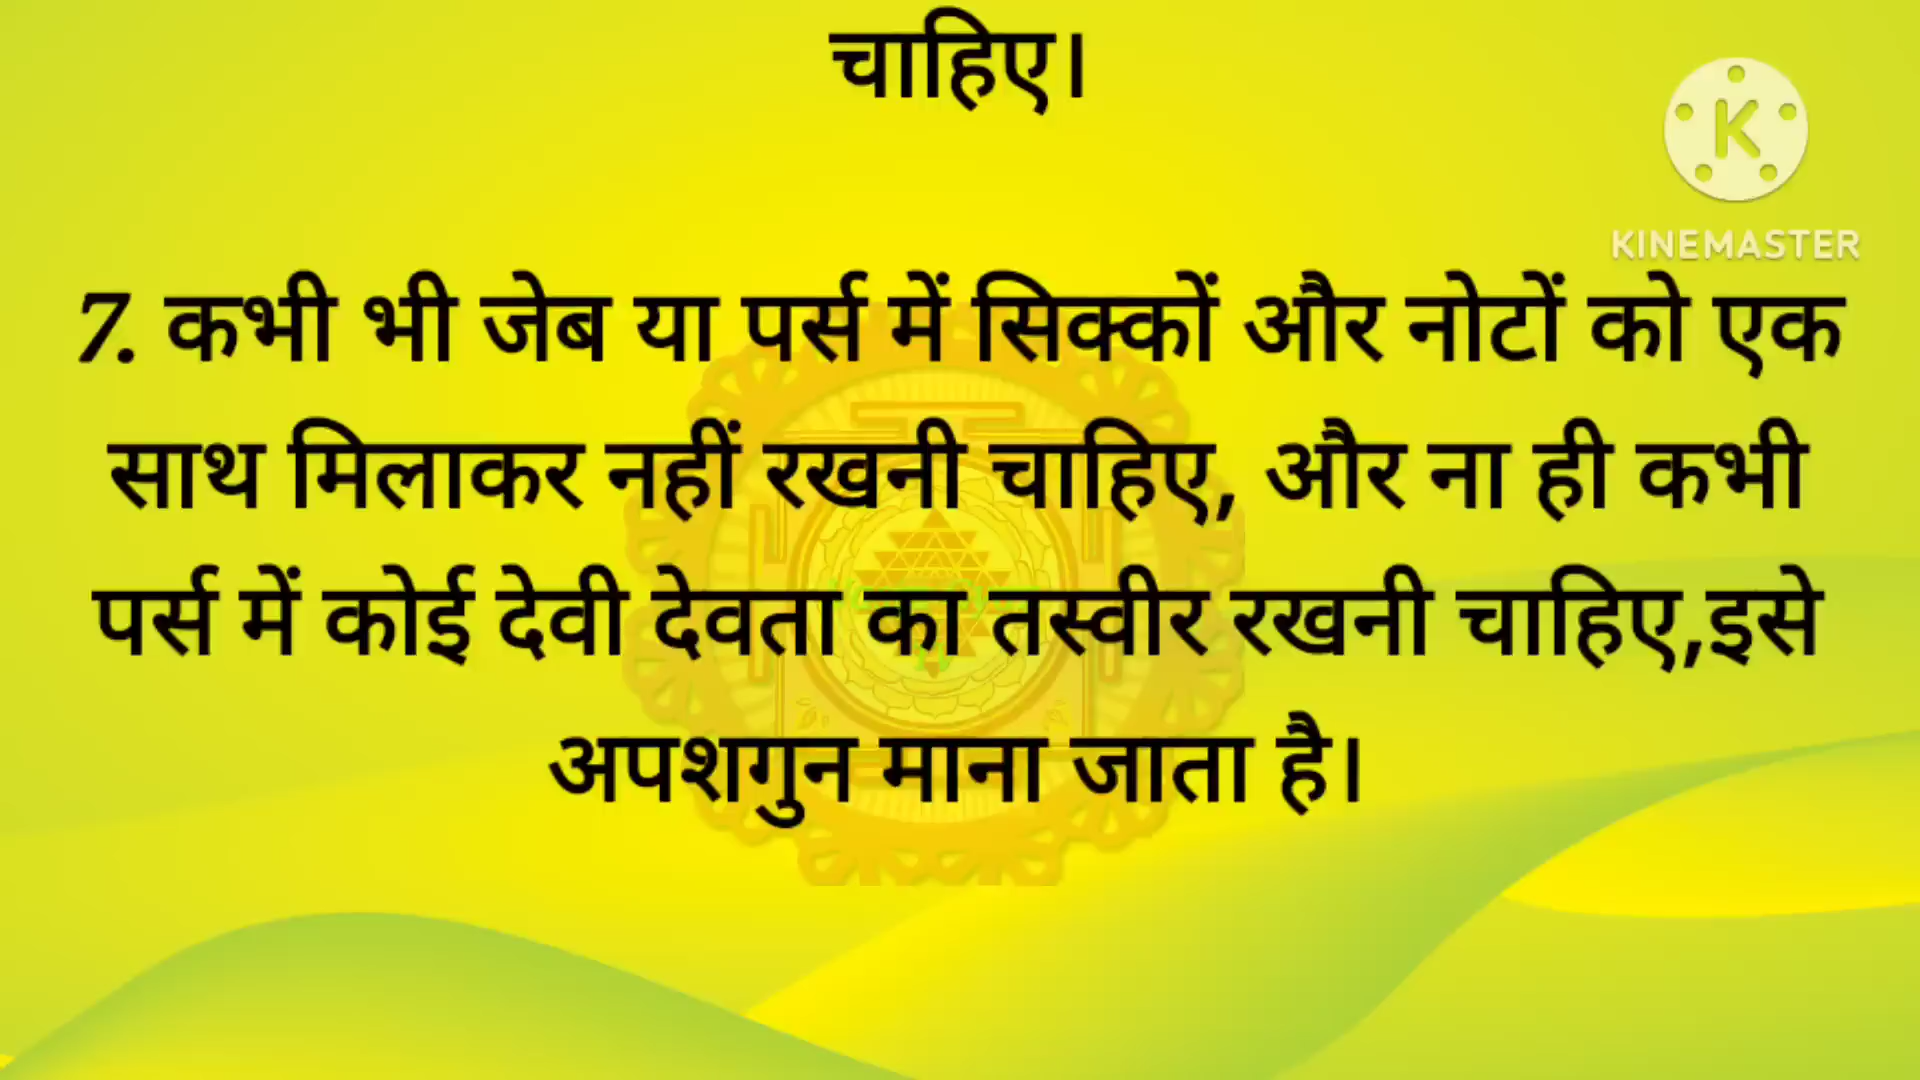 चाहिए।
KINEMASTER
7. कभी भी जेब या पर्स में सिक्कों और नोटों को एक
साथ मिलाकर नहीं रखनी चाहिए, और ना ही कभी
पर्स में कोई देवी देवता का तस्वीर रखनी चाहिए,इसे
अपशगुन माना जाता है।